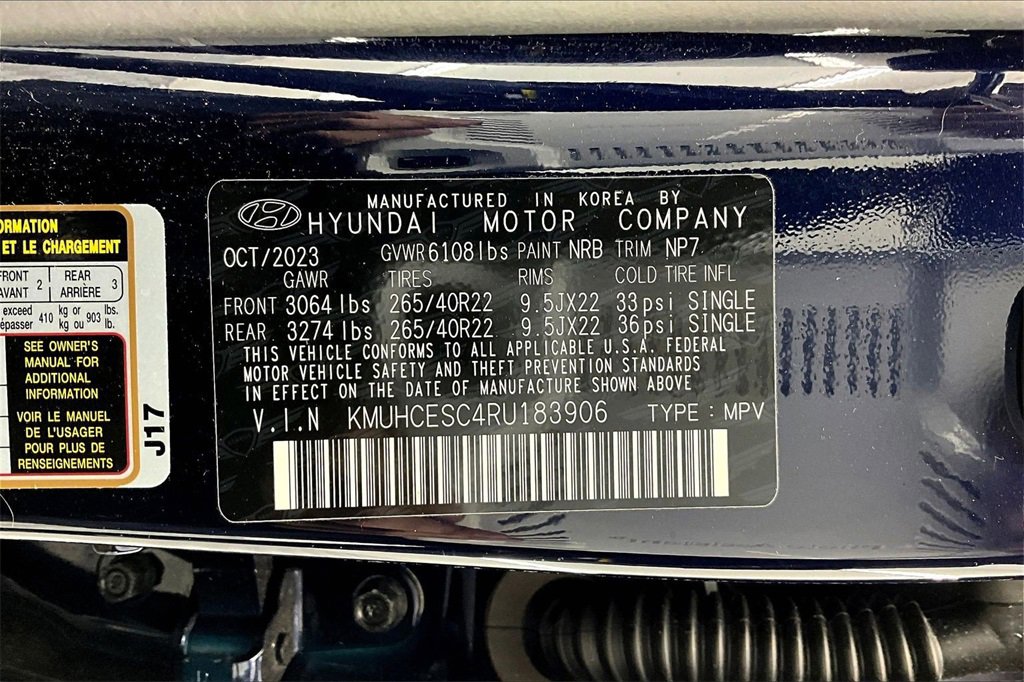 MANUFACTURED IN KOREA BY
HYUNDAI MOTOR COMPANY
OCT/2023 GVWR 6108lbs PAINT NRB TRIM NP7
GAWR TIRES RIMS COLD TIRE INFL
FRONT 3064 lbs 265/40R22 9.5JX22 33psi SINGLE
REAR 3274 lbs 265/40R22 9.5JX22 36psi SINGLE
THIS VEHICLE CONFORMS TO ALL APPLICABLE U.S.A. FEDERAL
MOTOR VEHICLE SAFETY AND THEFT PREVENTION STANDARDS
IN EFFECT ON THE DATE OF MANUFACTURE SHOWN ABOVE
V.I.N KMUHCESC4RU183906 TYPE : MPV
ORMATION
ET LE CHARGEMENT
FRONT 2 REAR 3
AVANT ARRIÈRE
exceed 410 kg or 903 lbs.
dépasser kg ou lb.
SEE OWNER'S
MANUAL FOR
ADDITIONAL
INFORMATION
VOIR LE MANUEL
DE L'USAGER
POUR PLUS DE
RENSEIGNEMENTS
J17